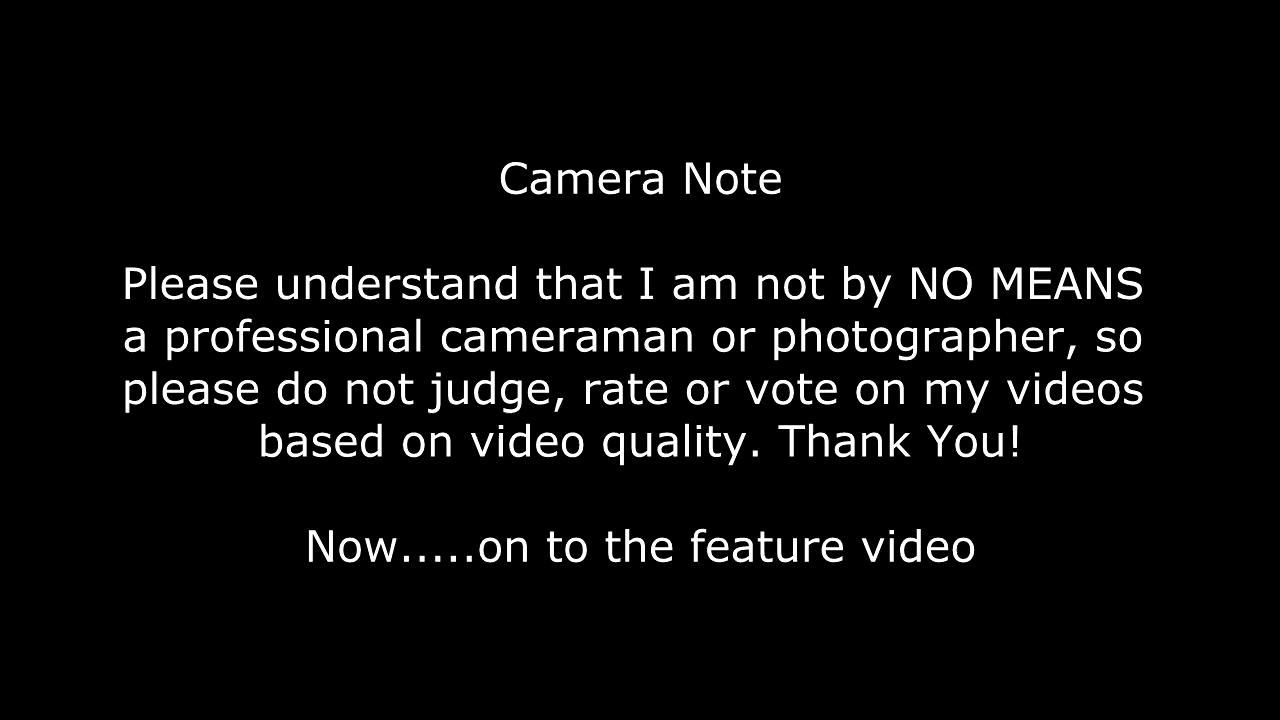 Camera Note
Please understand that I am not by NO MEANS
a professional cameraman or photographer, so
please do not judge, rate or vote on my videos
based on video quality. Thank You!
Now.....on to the feature video